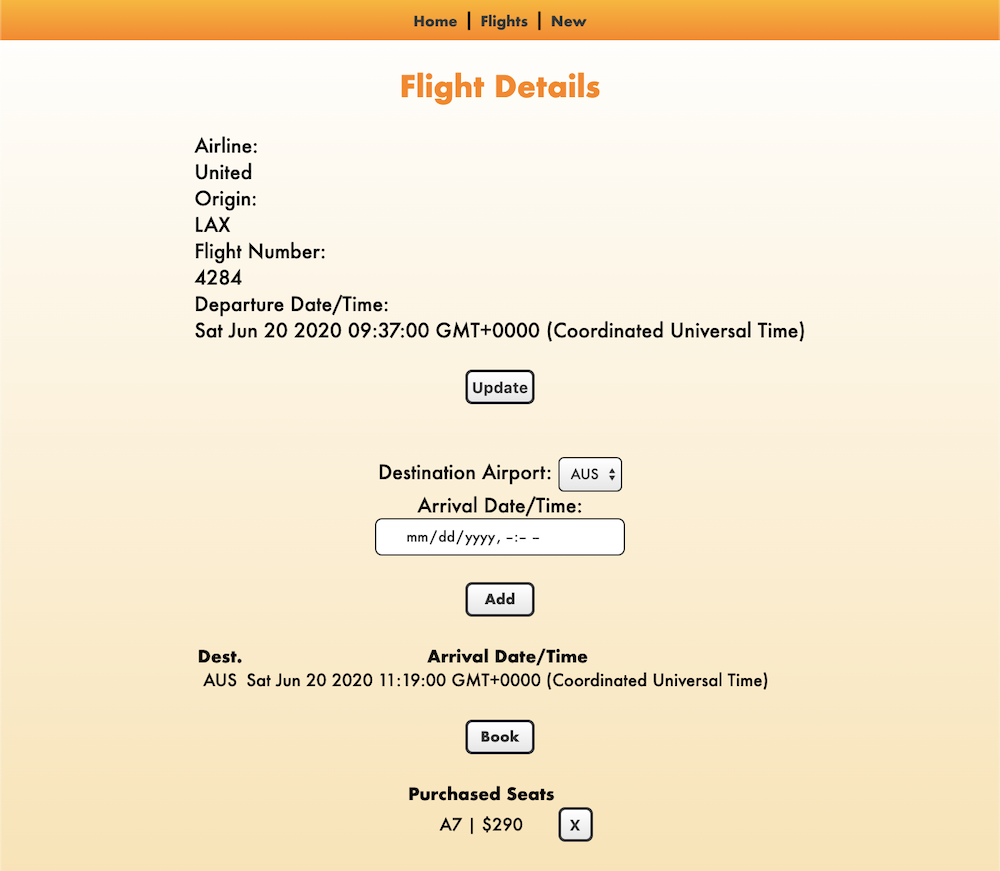 Home | Flights | New
Flight Details
Airline:
United
Origin:
LAX
Flight Number:
4284
Departure Date/Time:
Sat Jun 20 2020 09:37:00 GMT+0000 (Coordinated Universal Time)
Update
Destination Airport: AUS
Arrival Date/Time:
mm/dd/yyyy, –:– –
Add
Dest. Arrival Date/Time
AUS Sat Jun 20 2020 11:19:00 GMT+0000 (Coordinated Universal Time)
Book
Purchased Seats
A7 | $290 X